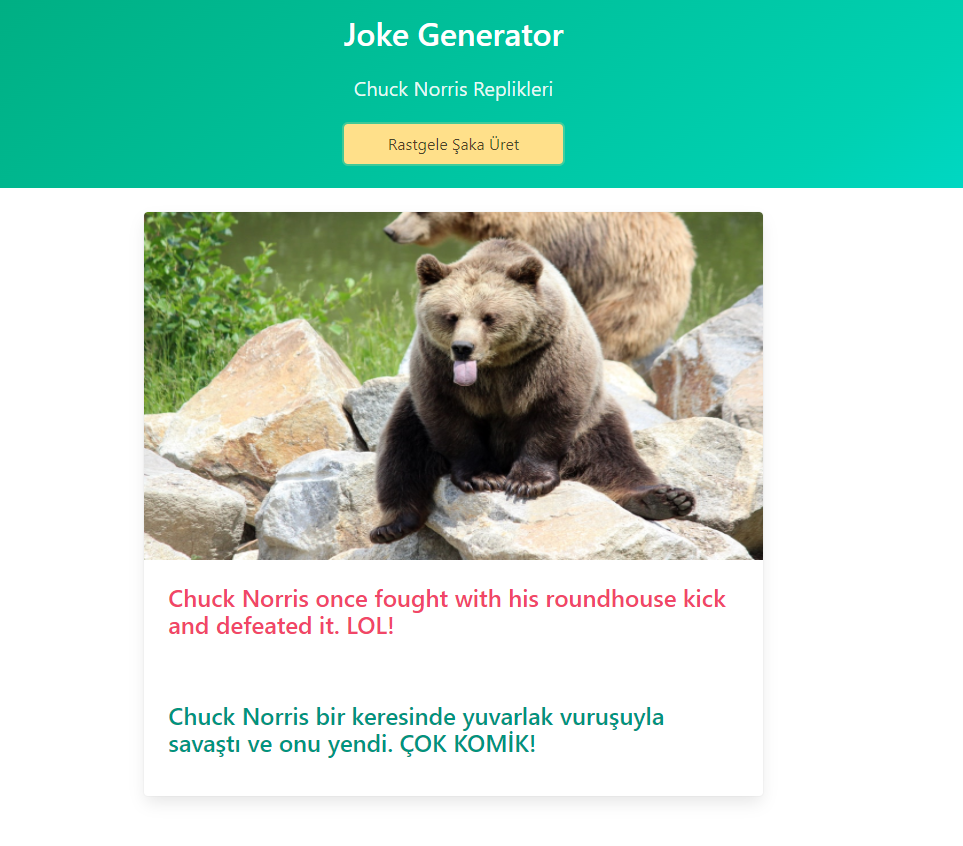 Joke Generator
Chuck Norris Replikleri
Rastgele Şaka Üret
Chuck Norris once fought with his roundhouse kick
and defeated it. LOL!
Chuck Norris bir keresinde yuvarlak vuruşuyla
savaştı ve onu yendi. ÇOK KOMİK!